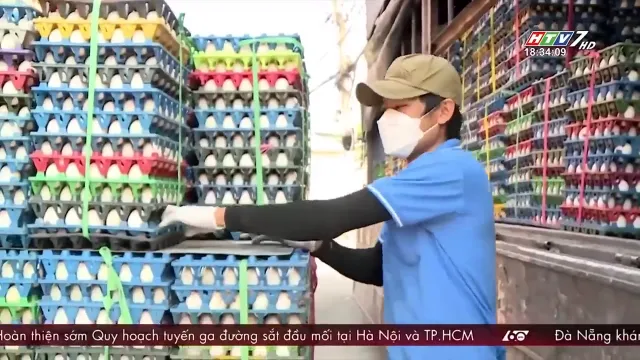 HTV7 HD
18:34:09
Hoàn thiện sớm Quy hoạch tuyến ga đường sắt đầu mối tại Hà Nội và TP.HCM
Đà Nẵng khá